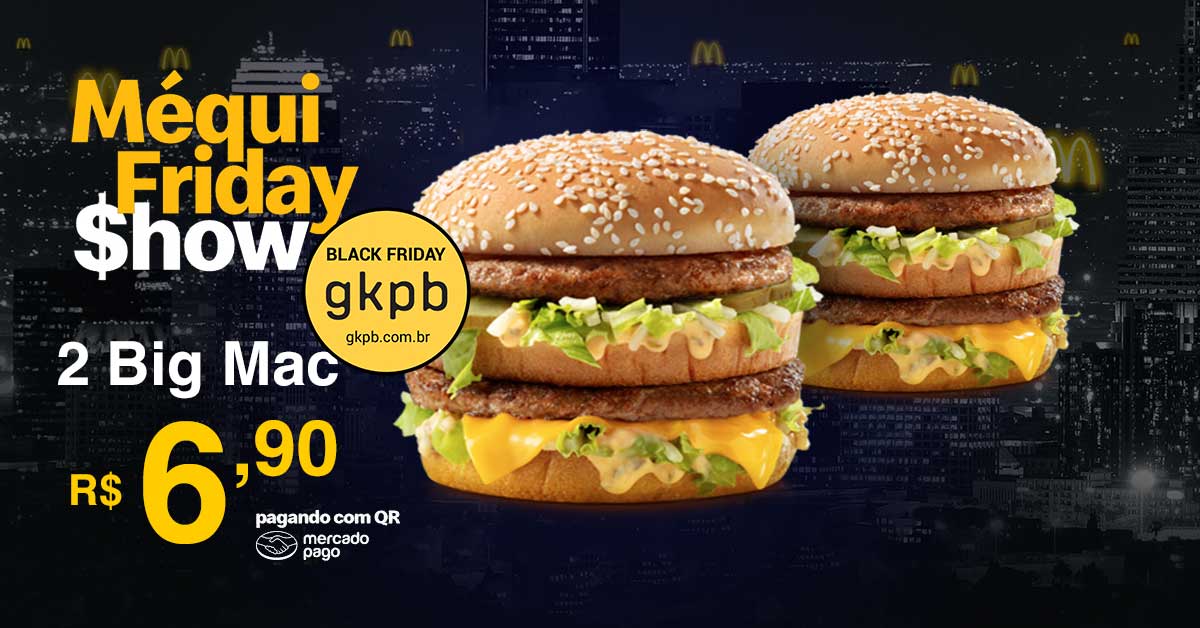 Méqui
Friday
$how
BLACK FRIDAY
gkpb
gkpb.com.br
2 Big Mac
R$ 6,90
pagando com QR
mercado
pago